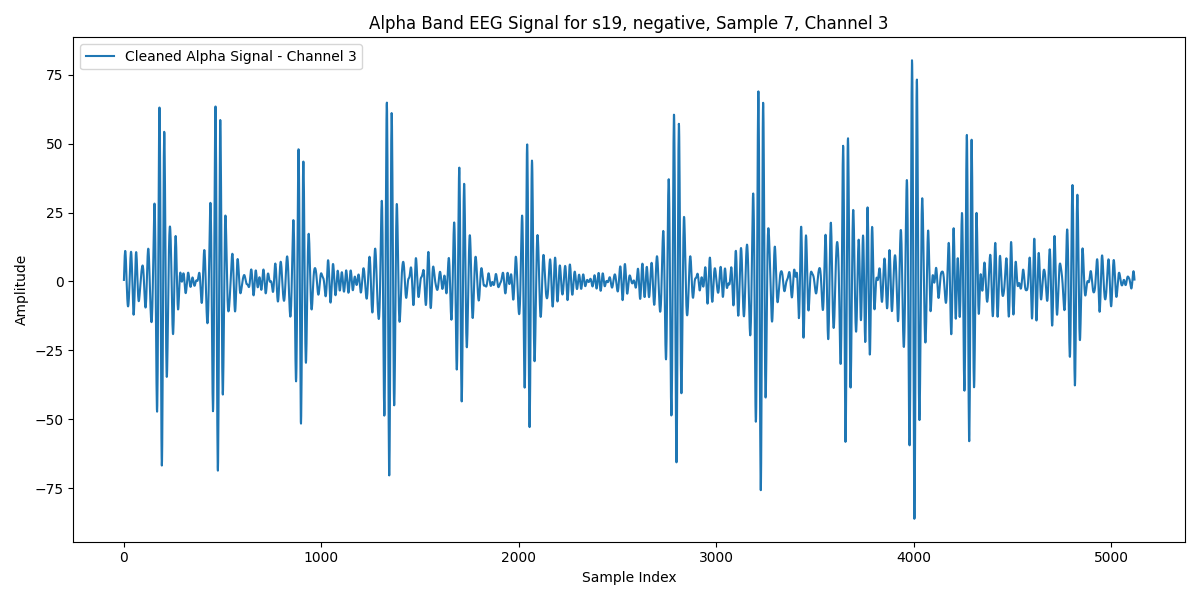 Alpha Band EEG Signal for s19, negative, Sample 7, Channel 3
Cleaned Alpha Signal - Channel 3
75
50
25
0
−25
−50
−75
Amplitude
0 1000 2000 3000 4000 5000
Sample Index